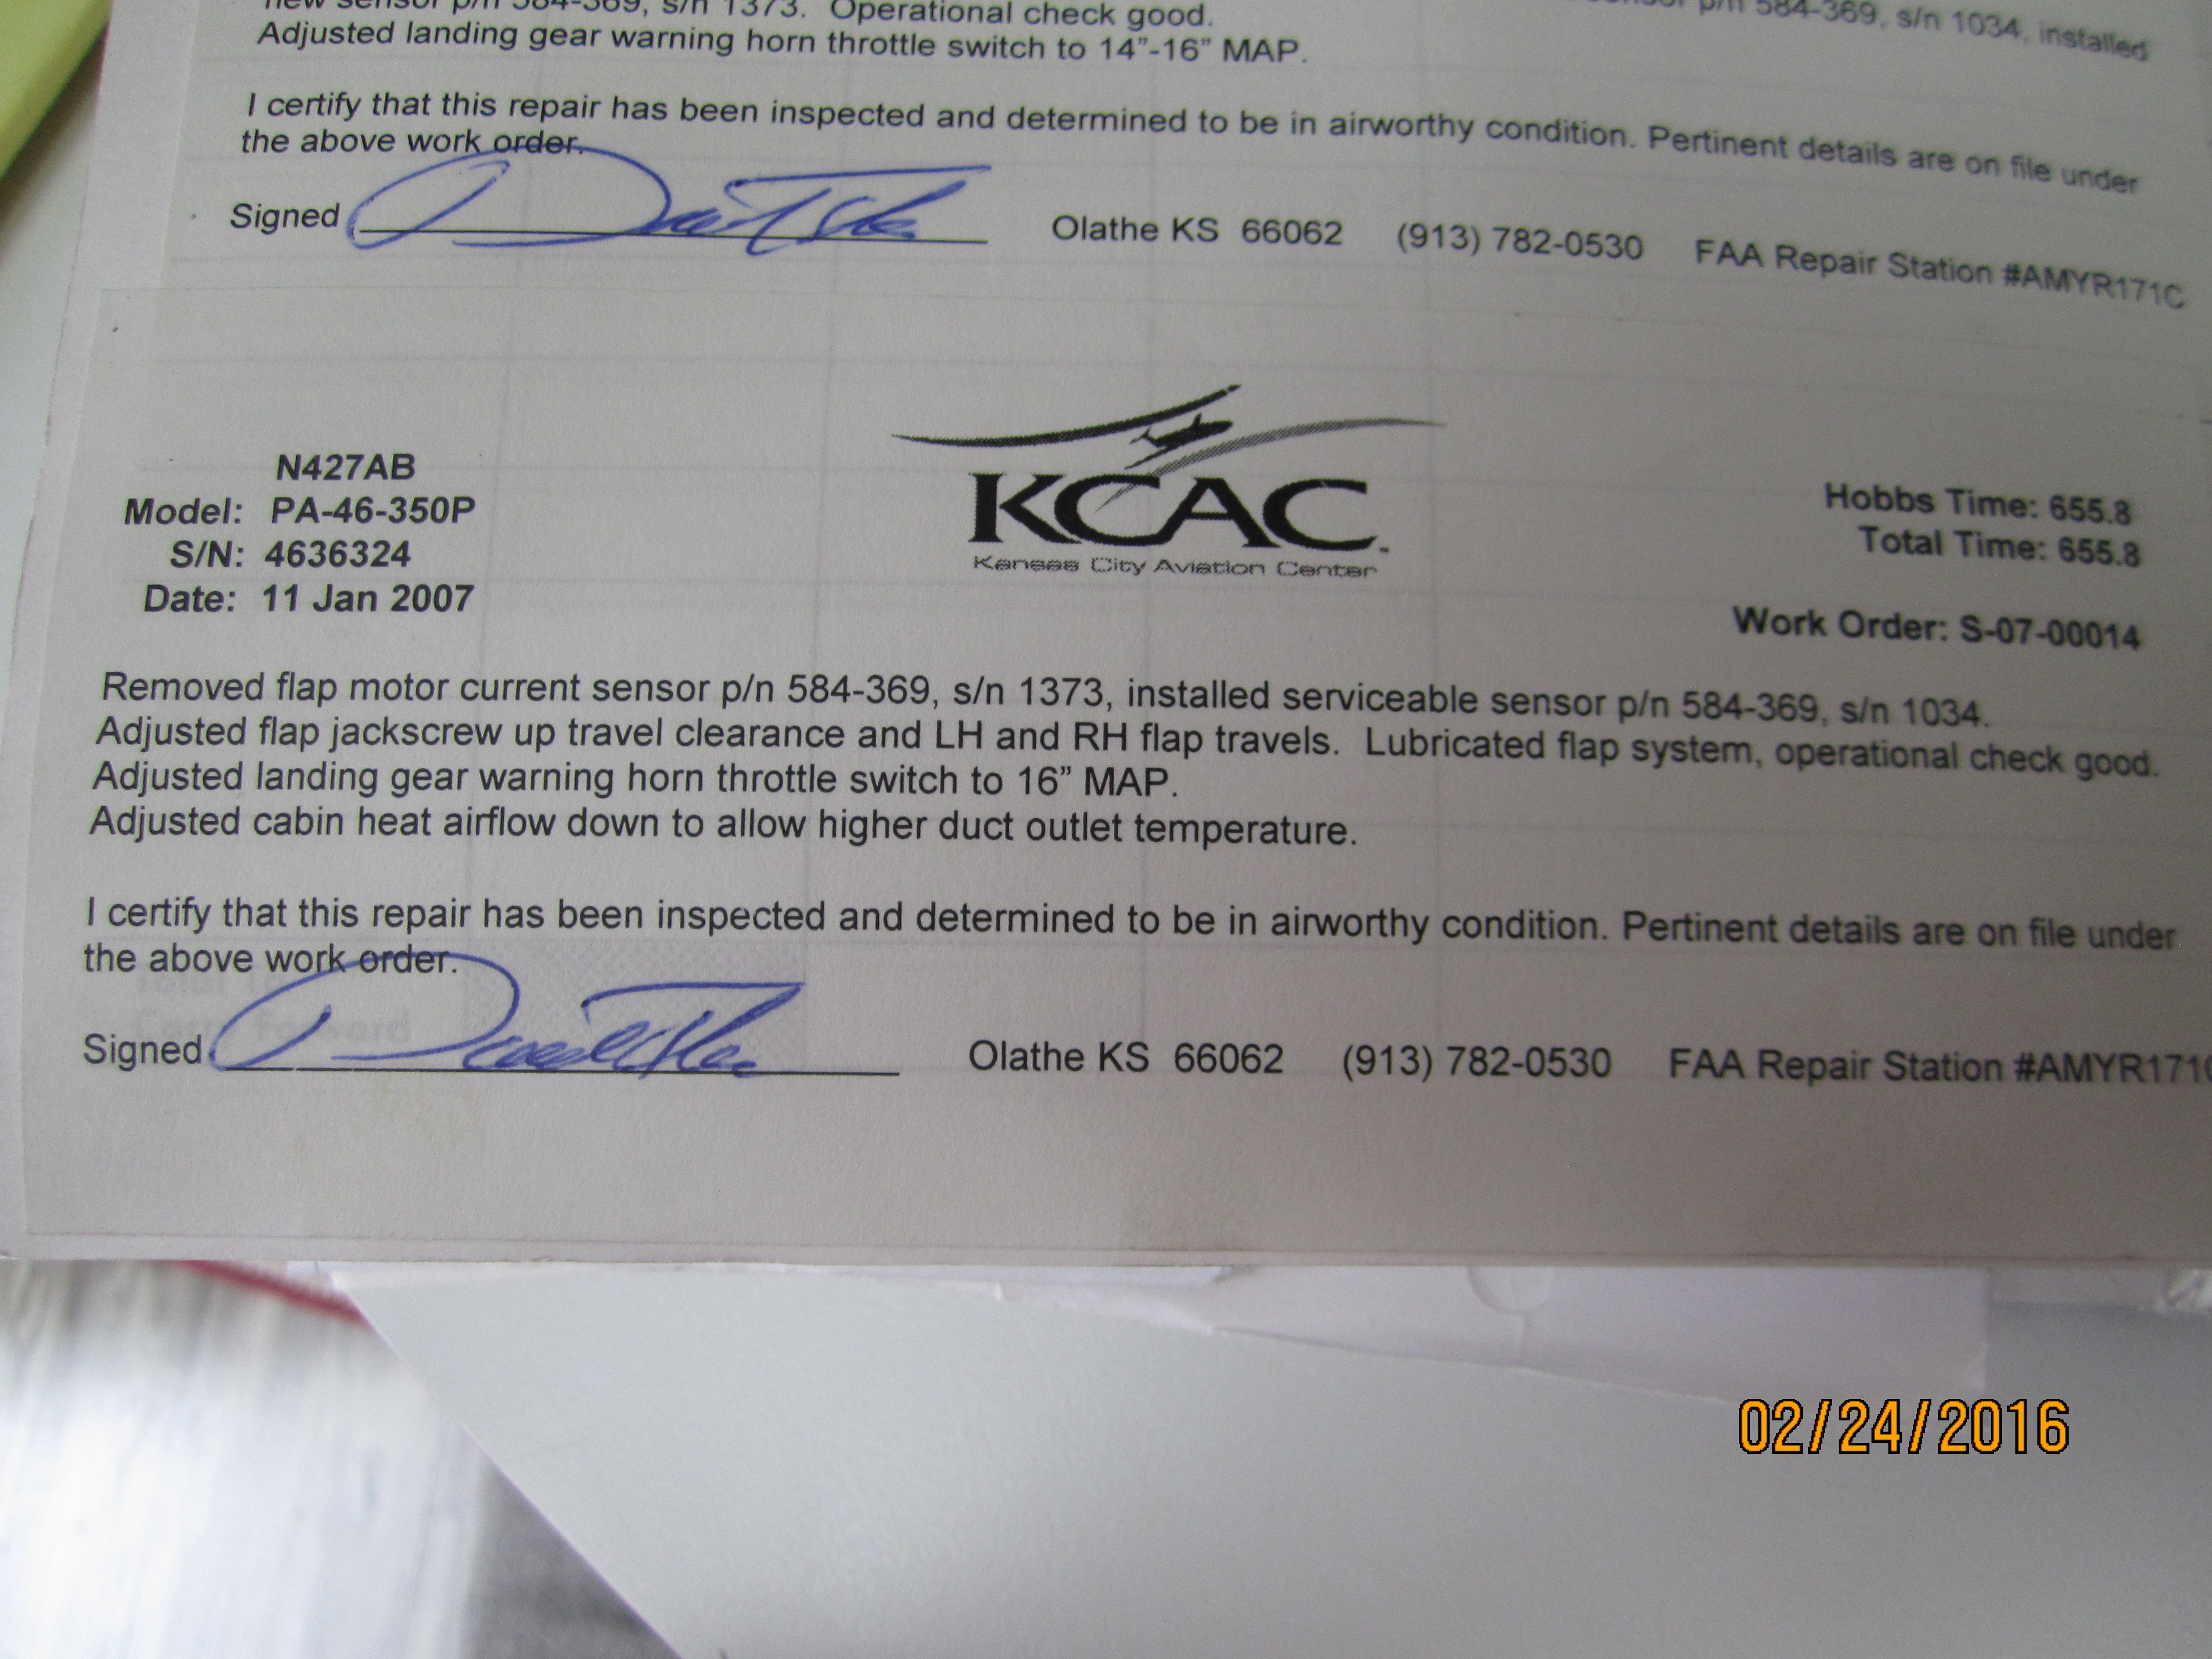 new sensor p/n 584-369, s/n 1373. Operational check good.
sensor p/n 584-369, s/n 1034, installed
Adjusted landing gear warning horn throttle switch to 14”-16” MAP.
I certify that this repair has been inspected and determined to be in airworthy condition. Pertinent details are on file under
the above work order.
Signed Olathe KS 66062 (913) 782-0530 FAA Repair Station #AMYR171C
N427AB
Model: PA-46-350P
S/N: 4636324
Date: 11 Jan 2007
KCAC
Kansas City Aviation Center
Hobbs Time: 655.8
Total Time: 655.8
Work Order: S-07-00014
Removed flap motor current sensor p/n 584-369, s/n 1373, installed serviceable sensor p/n 584-369, s/n 1034.
Adjusted flap jackscrew up travel clearance and LH and RH flap travels. Lubricated flap system, operational check good.
Adjusted landing gear warning horn throttle switch to 16” MAP.
Adjusted cabin heat airflow down to allow higher duct outlet temperature.
I certify that this repair has been inspected and determined to be in airworthy condition. Pertinent details are on file under
the above work order.
Signed Olathe KS 66062 (913) 782-0530 FAA Repair Station #AMYR171C
02/24/2016